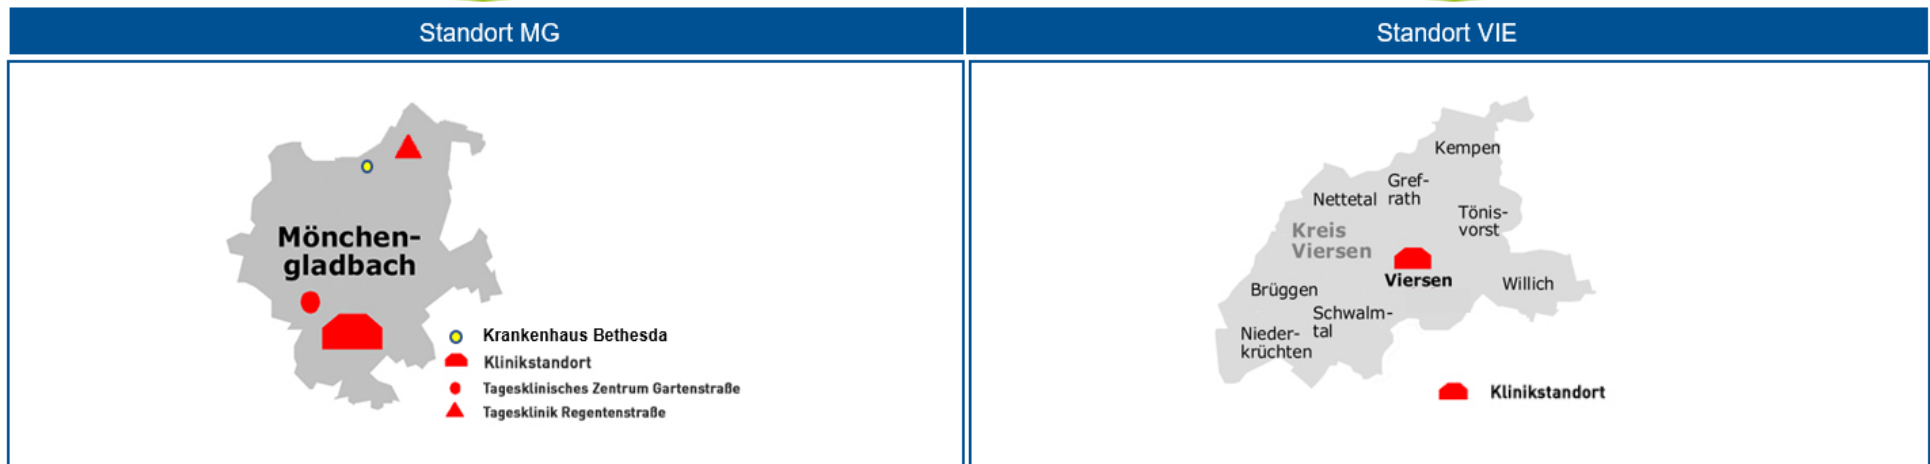 Standort MG
Standort VIE
Mönchen-
gladbach
Krankenhaus Bethesda
Klinikstandort
Tagesklinisches Zentrum Gartenstraße
Tagesklinik Regentenstraße
Kempen
Gref-
rath
Nettetal
Tönis-
vorst
Kreis
Viersen
Viersen
Willich
Brüggen
Schwalm-
tal
Nieder-
krüchten
Klinikstandort